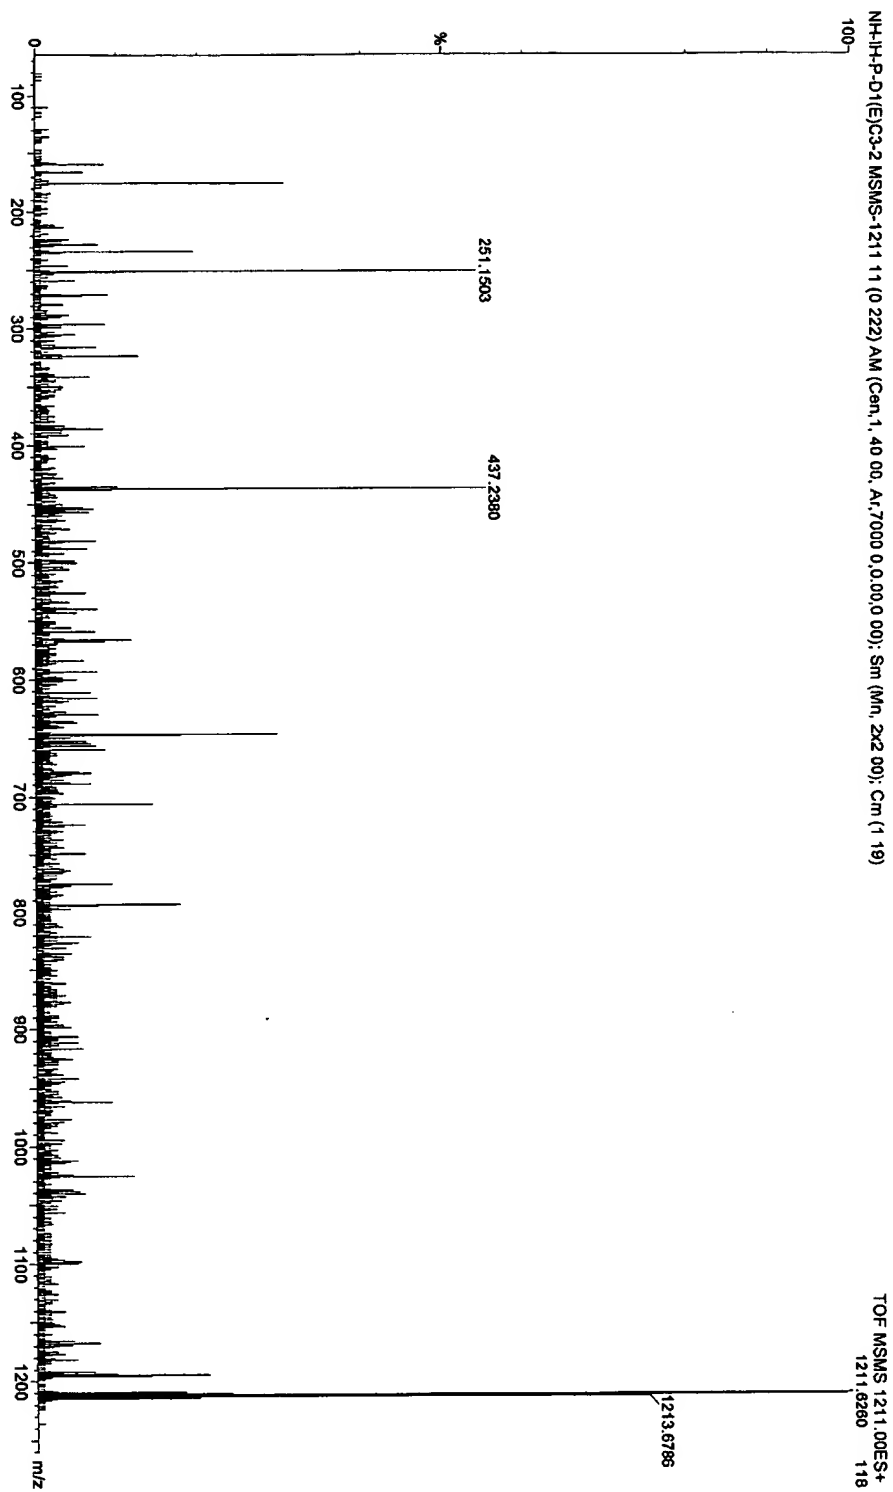 NH-IH-P-D1(E)C3-2 MSMS-1211 11 (0 222) AM (Cen,1, 40 00, Ar,7000 0,0.00,0 00); Sm (Mn, 2x2 00); Cm (1 19)
TOF MSMS 1211.00ES+
1211.6260 118
100
1213.6786
437.2380
251.1503
%
0
100 200 300 400 500 600 700 800 900 1000 1100 1200 m/z